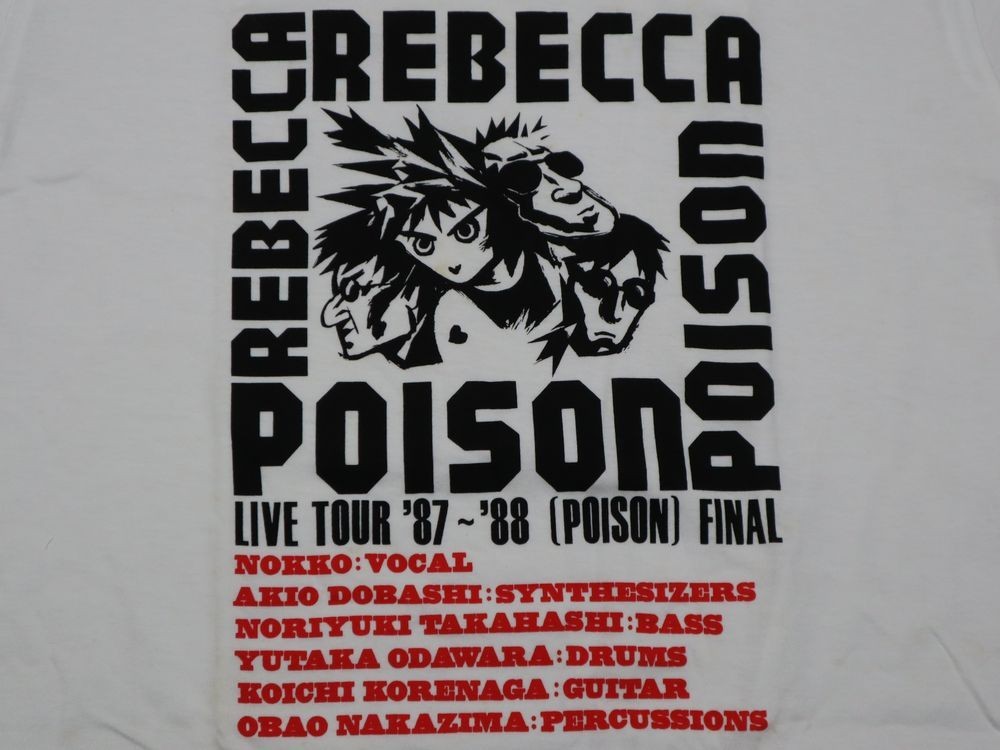 REBECCA
REBECCA
POISON
POISON
LIVE TOUR '87~'88 (POISON) FINAL
NOKKO:VOCAL
AKIO DOBASHI:SYNTHESIZERS
NORIYUKI TAKAHASHI:BASS
YUTAKA ODAWARA:DRUMS
KOICHI KORENAGA:GUITAR
OBAO NAKAZIMA:PERCUSSIONS